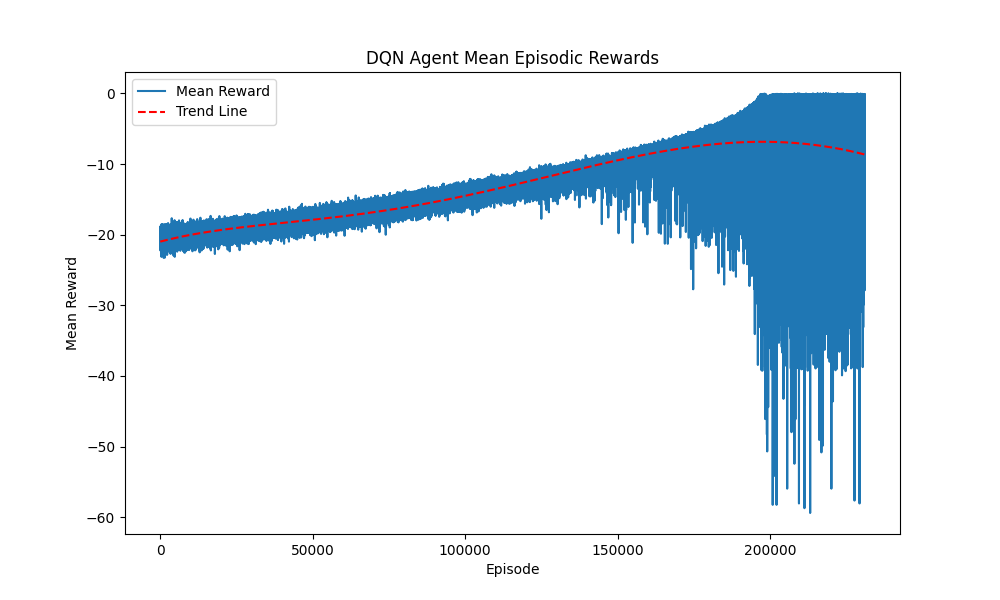 DQN Agent Mean Episodic Rewards
Mean Reward
Trend Line
0
−10
−20
−30
−40
−50
−60
Mean Reward
0
50000
100000
150000
200000
Episode